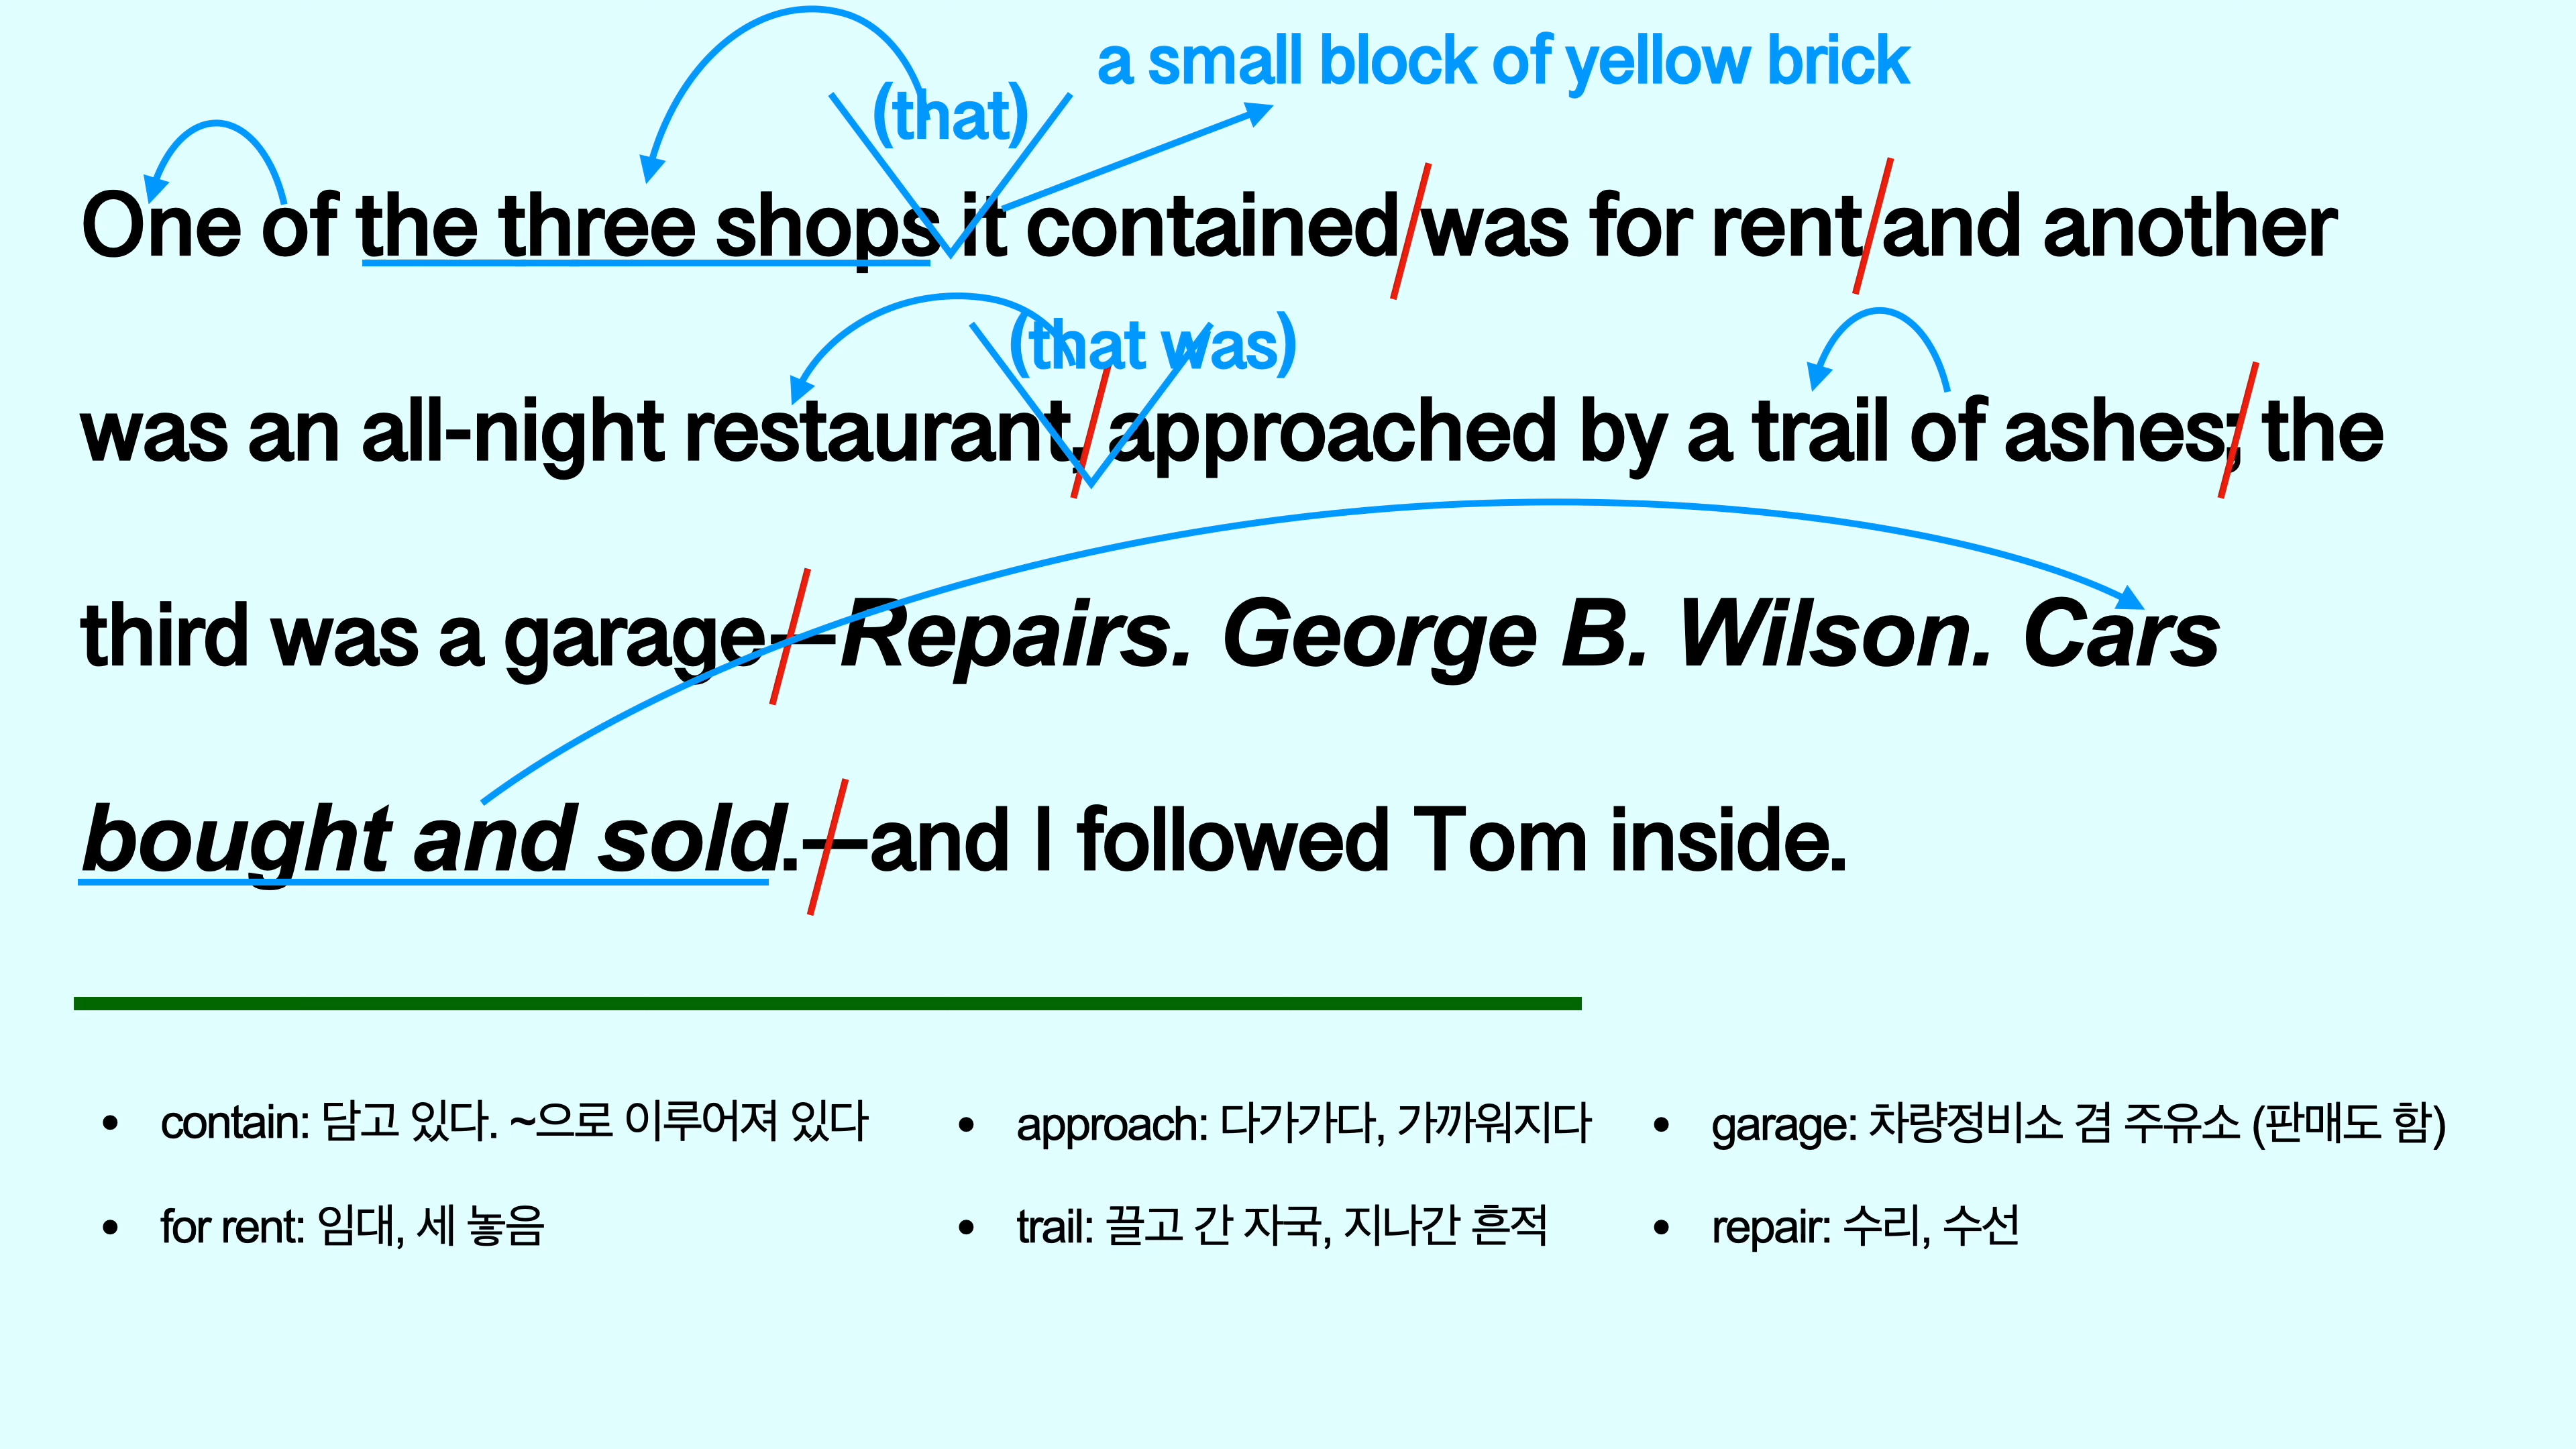 a small block of yellow brick
(that)
One of the three shops it contained was for rent and another
(that was)
was an all-night restaurant, approached by a trail of ashes; the
third was a garage—Repairs. George B. Wilson. Cars
bought and sold.—and I followed Tom inside.
• contain: 담고 있다. ~으로 이루어져 있다
• for rent: 임대, 세 놓음
• approach: 다가가다, 가까워지다
• trail: 끌고 간 자국, 지나간 흔적
• garage: 차량정비소 겸 주유소 (판매도 함)
• repair: 수리, 수선